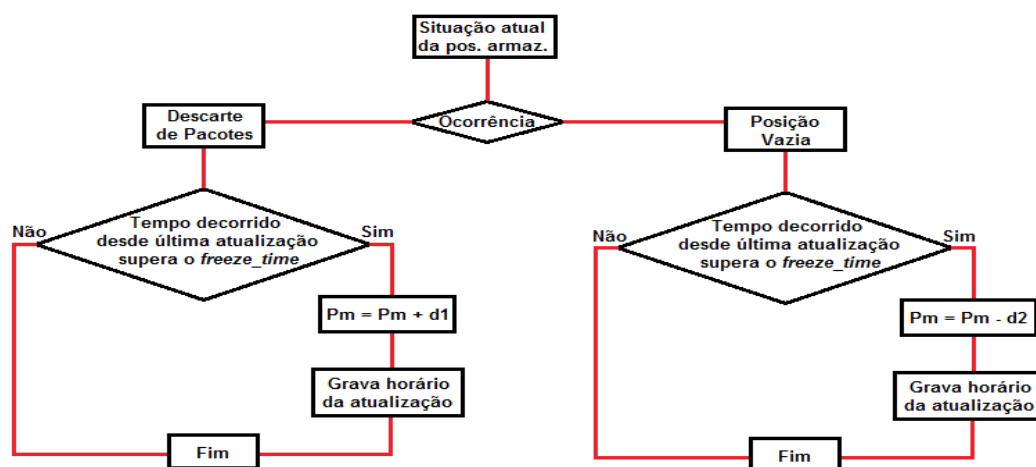 Situação atual
da pos. armaz.
Ocorrência
Descarte
de Pacotes
Posição
Vazia
Tempo decorrido
desde última atualização
supera o freeze_time
Não
Sim
Pm = Pm + d1
Grava horário
da atualização
Fim
Tempo decorrido
desde última atualização
supera o freeze_time
Não
Sim
Pm = Pm - d2
Grava horário
da atualização
Fim